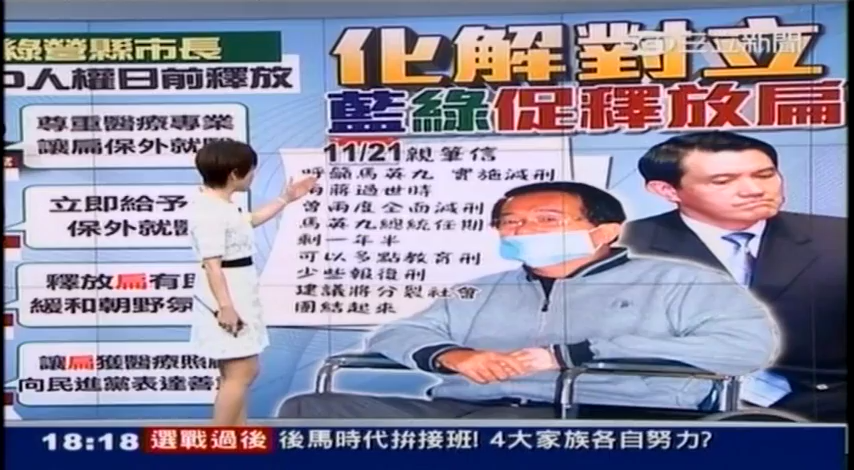 綠營縣市長
人權日前釋放
尊重醫療專業
讓扁保外就醫
立即給予
保外就醫
釋放扁有
緩和朝野氛
讓扁獲醫療照
向民進黨表達善
三立新聞
化解對立
藍綠促釋放扁
11/21親筆信
呼籲馬英九 實施減刑
兩蔣過世時
曾兩度全面減刑
馬英九總統任期
剩一年半
可以多點教育刑
少些報復刑
建議將分裂社會
團結起來
18:18 選戰過後 後馬時代拚接班! 4大家族各自努力?